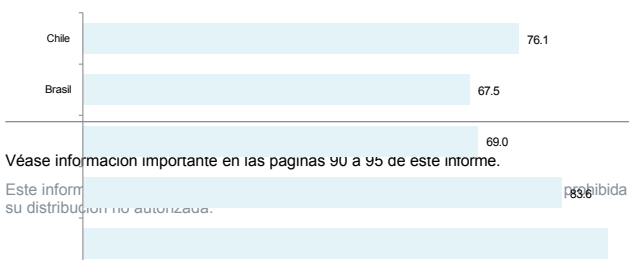 Chile 76.1
Brasil 67.5
69.0
Véase información importante en las páginas 90 a 95 de este informe.
Este inform prohibida
83.6
su distribución no autorizada.